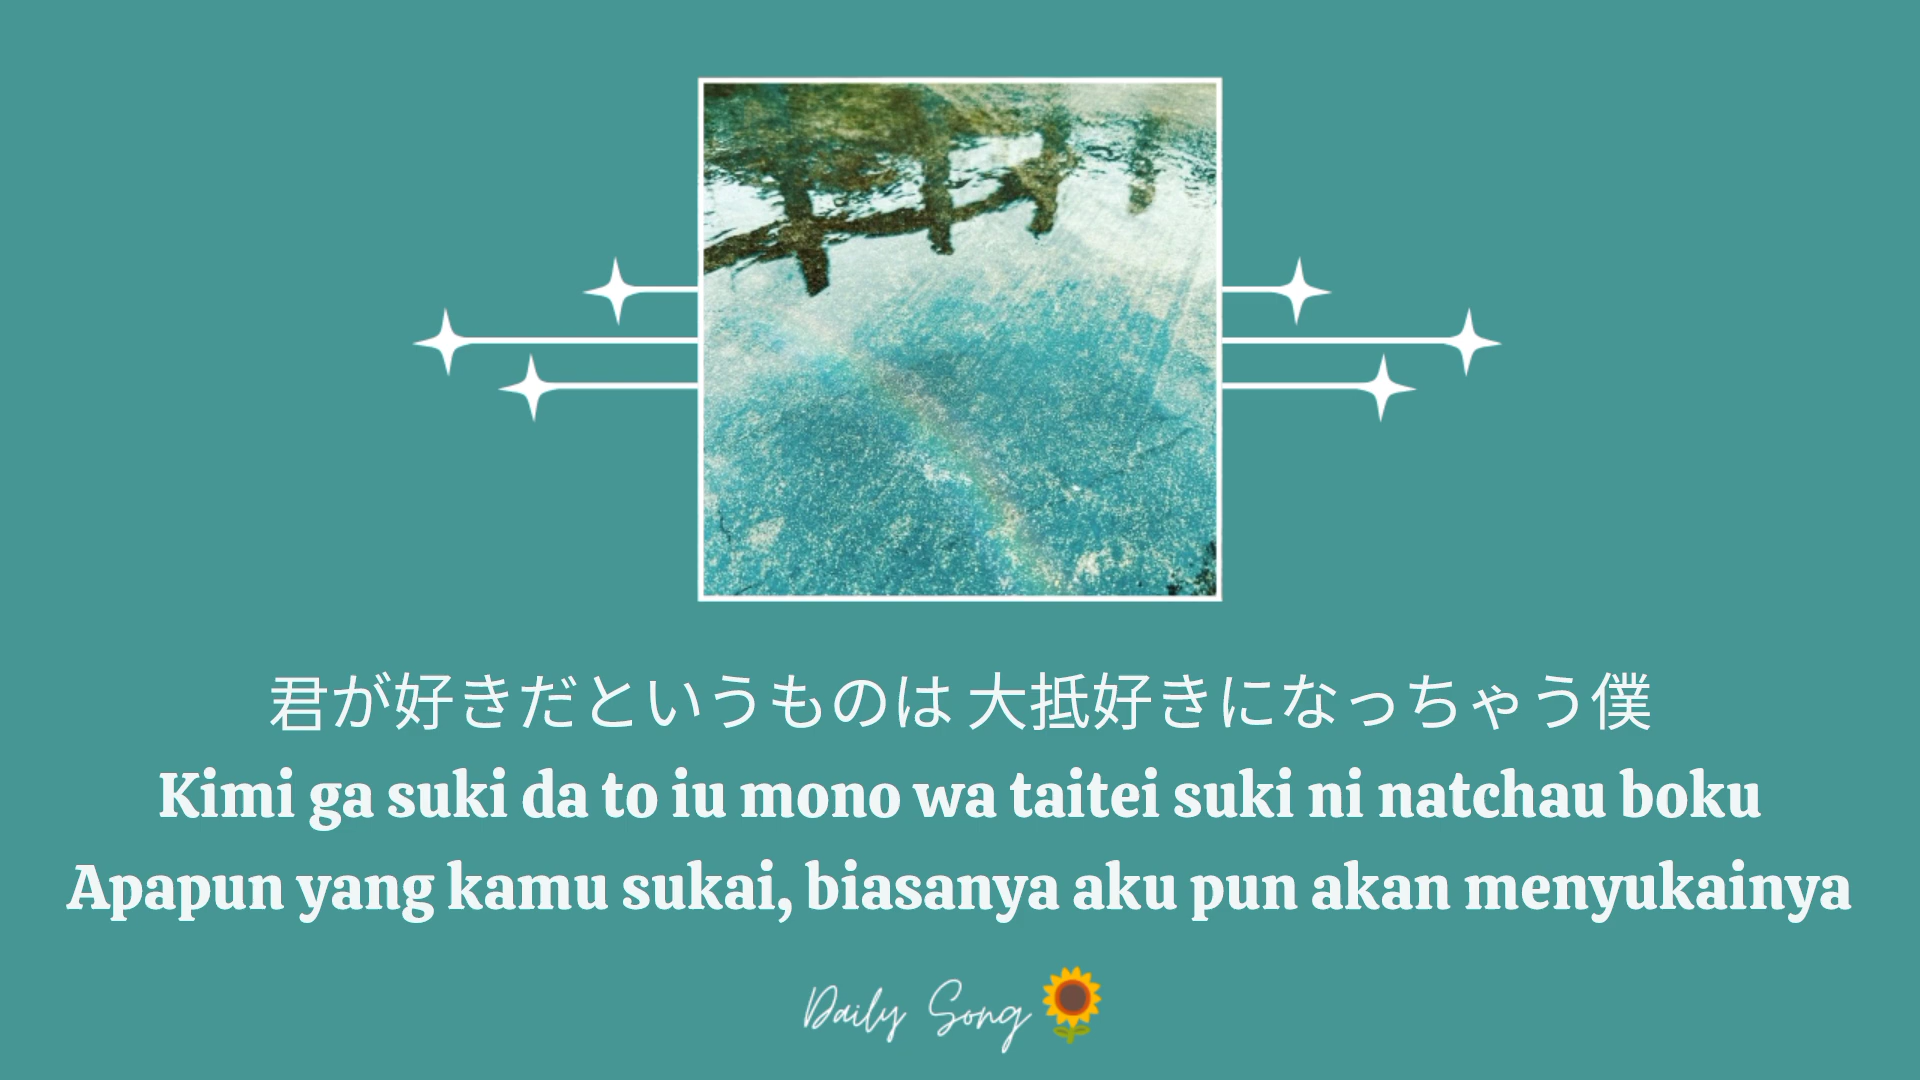 君が好きだというものは 大抵好きになっちゃう僕
Kimi ga suki da to iu mono wa taitei suki ni natchau boku
Apapun yang kamu sukai, biasanya aku pun akan menyukainya
Daily Song